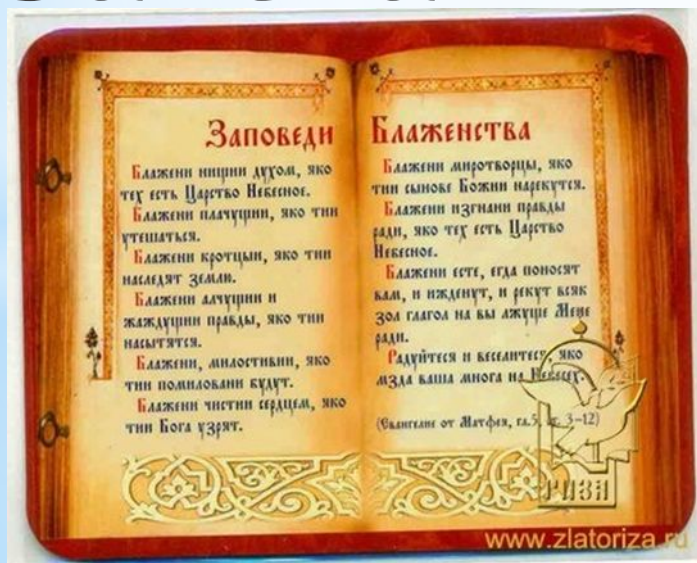 Заповеди
Блажени нищии духом, яко
тех есть Царство Небесное.
Блажени плачущии, яко тии
утешаться.
Блажени кротцыи, яко тии
наследят землю.
Блажени алчущии и
жаждущии правды, яко тии
насытятся.
Блажени, милостивии, яко
тии помиловани будут.
Блажени чистии сердцем, яко
тии Бога узрят.
Блаженства
Блажени миротворцы, яко
тии сынове Божии нарекутся.
Блажени изгнани правды
ради, яко тех есть Царство
Небесное.
Блажени есте, егда поносят
вам, и ижденут, и рекут всяк
зол глагол на вы лжуще Мене
ради.
Радуйтеся и веселитеся, яко
мзда ваша многа на Небесех.
(Евангелие от Матфея, гл.5, ст. 3–12)
РИЗА
www.zlatoriza.ru